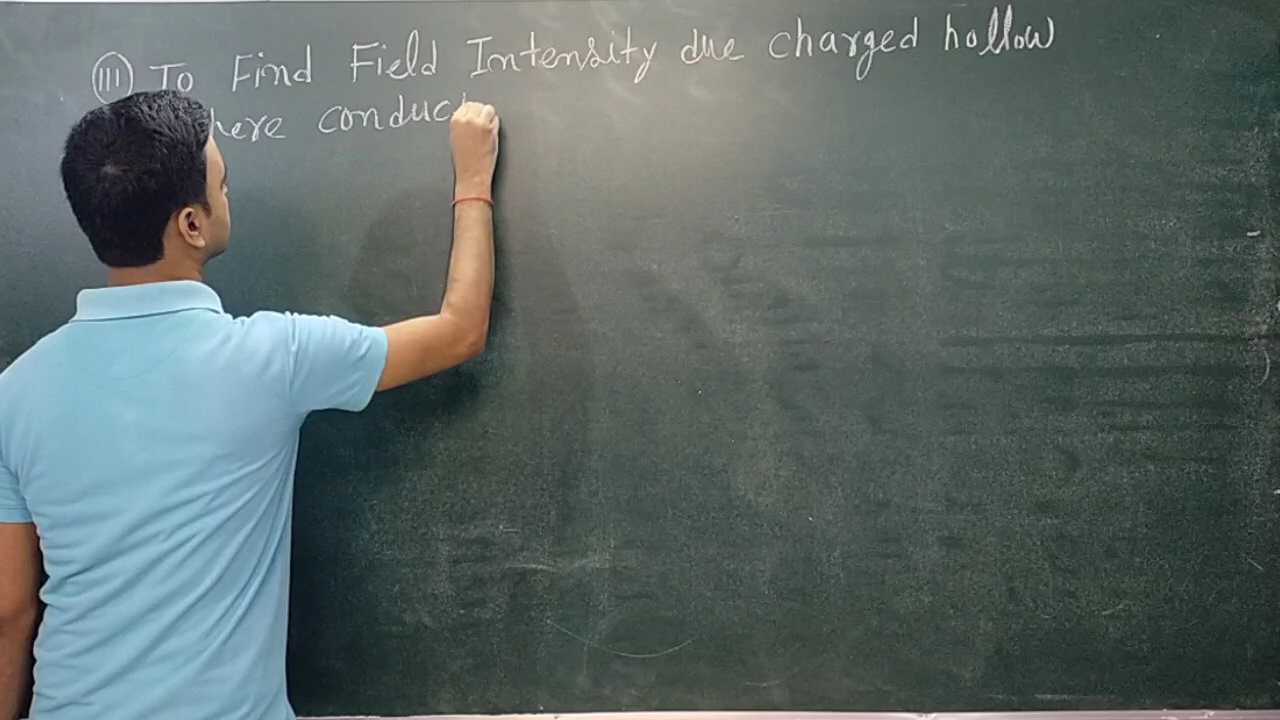 (III) To Find Field Intensity due charged hollow
here conduc